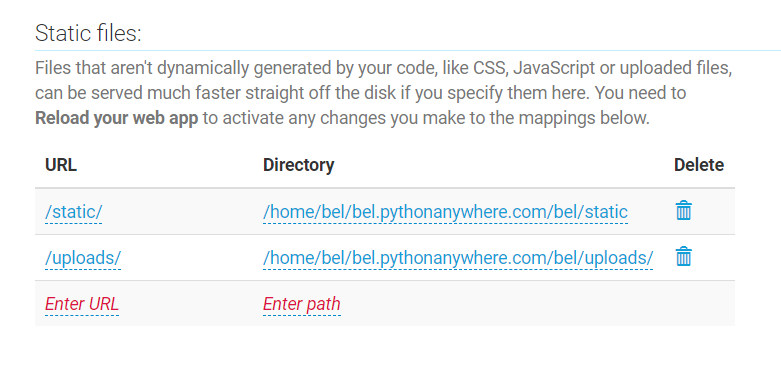 Static files:
Files that aren't dynamically generated by your code, like CSS, JavaScript or uploaded files,
can be served much faster straight off the disk if you specify them here. You need to
Reload your web app to activate any changes you make to the mappings below.
URL Directory Delete
/static/ /home/bel/bel.pythonanywhere.com/bel/static
/uploads/ /home/bel/bel.pythonanywhere.com/bel/uploads/
Enter URL Enter path